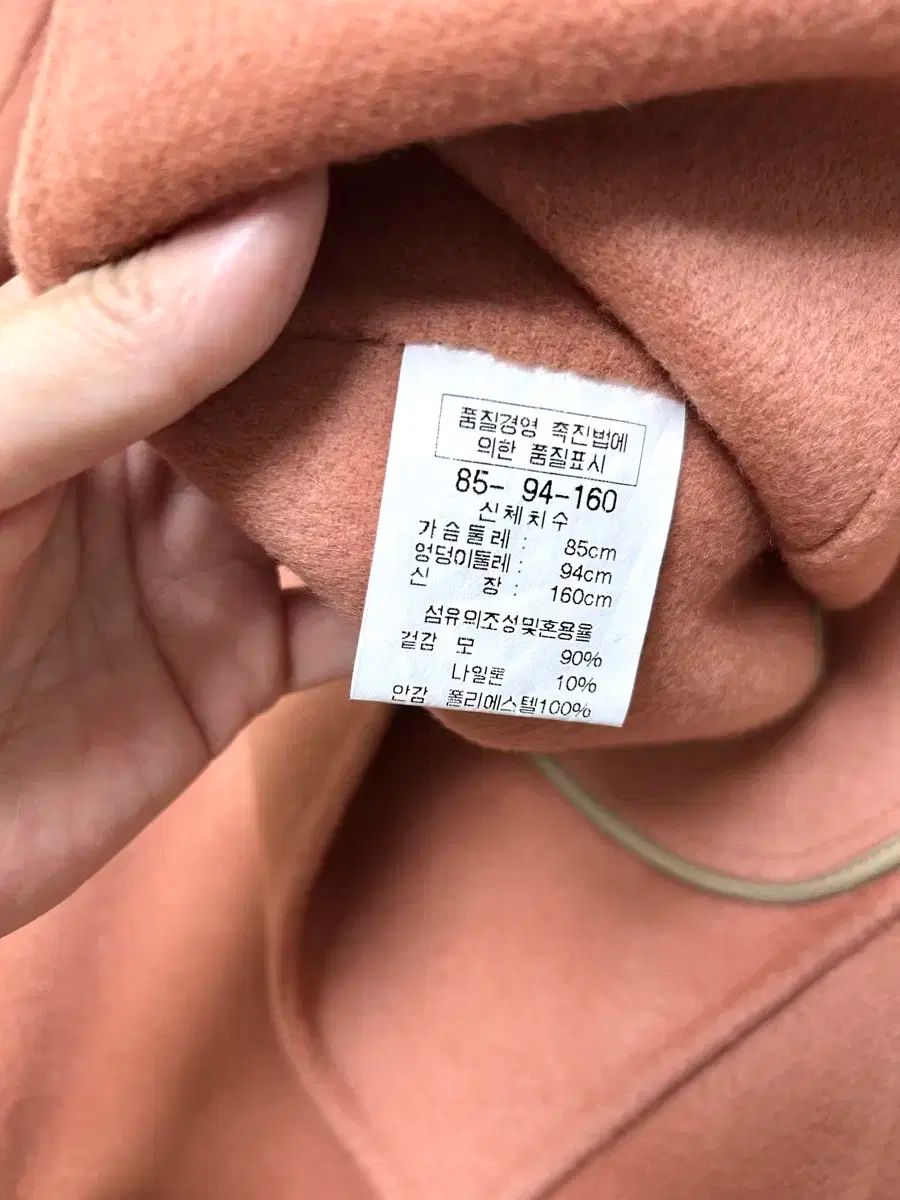 품질경영 촉진법에
의한 품질표시
85- 94-160
신체치수
가슴둘레 : 85cm
엉덩이둘레 : 94cm
신 장 : 160cm
섬유의조성및혼용율
겉감 모 90%
나일론 10%
안감 폴리에스텔100%